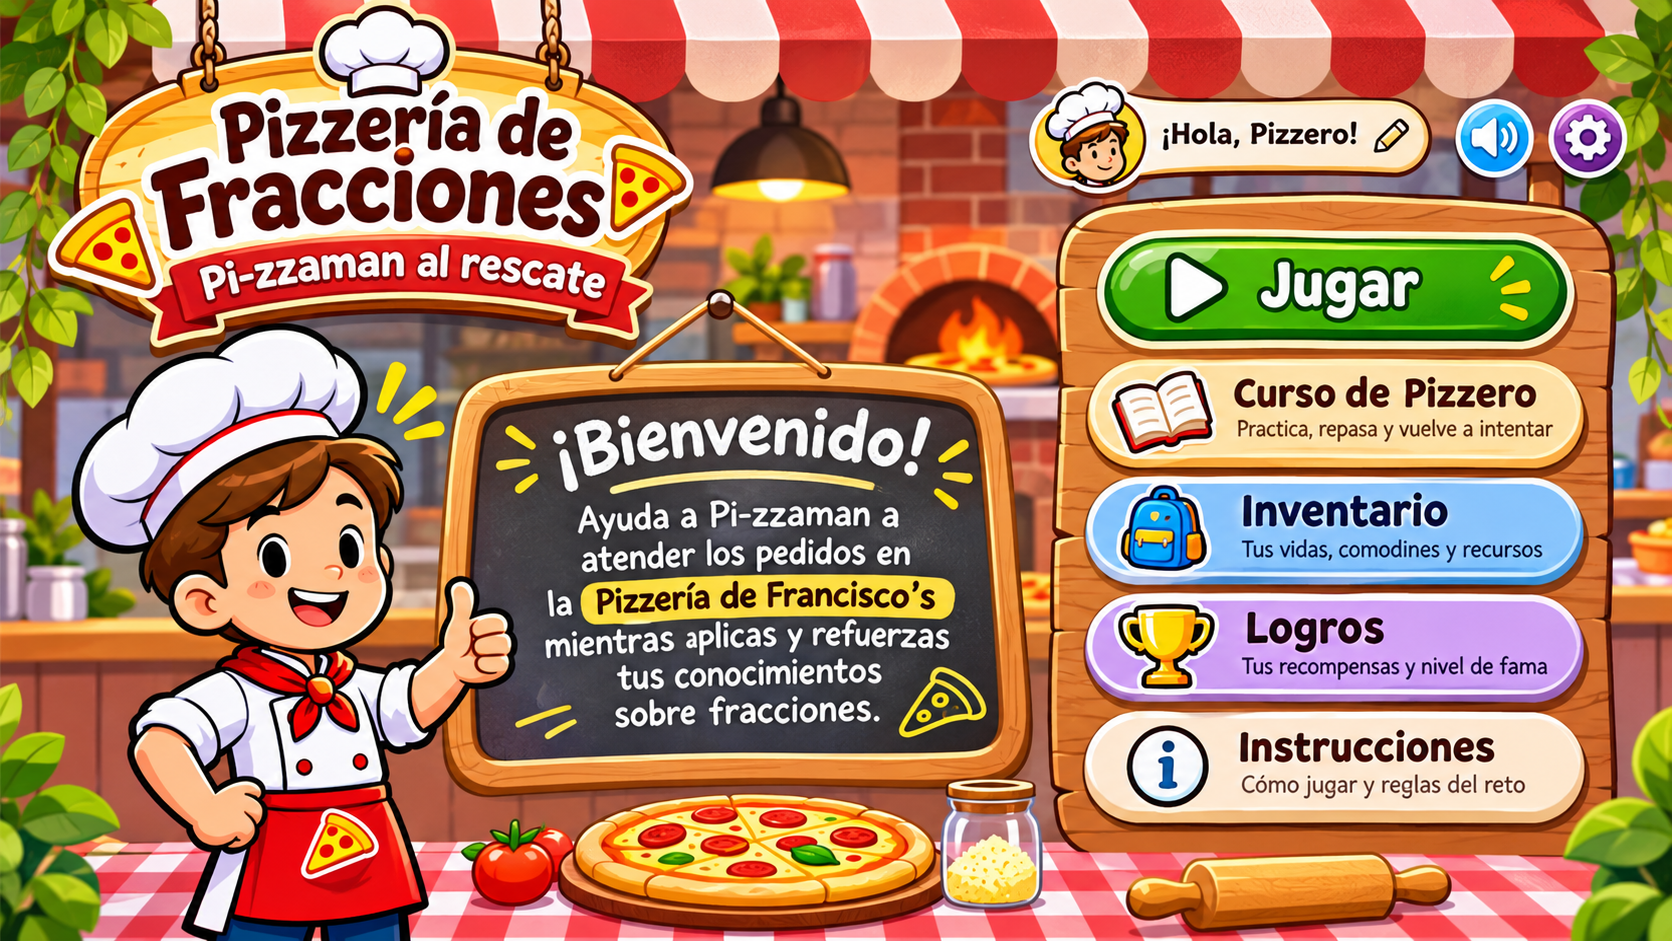 Pizzería de
Fracciones
Pi-zzaman al rescate
¡Hola, Pizzero!
¡Bienvenido!
Ayuda a Pi-zzaman a
atender los pedidos en
la Pizzería de Francisco's
mientras aplicas y refuerzas
tus conocimientos
sobre fracciones.
Jugar
Curso de Pizzero
Practica, repasa y vuelve a intentar
Inventario
Tus vidas, comodines y recursos
Logros
Tus recompensas y nivel de fama
i
Instrucciones
Cómo jugar y reglas del reto